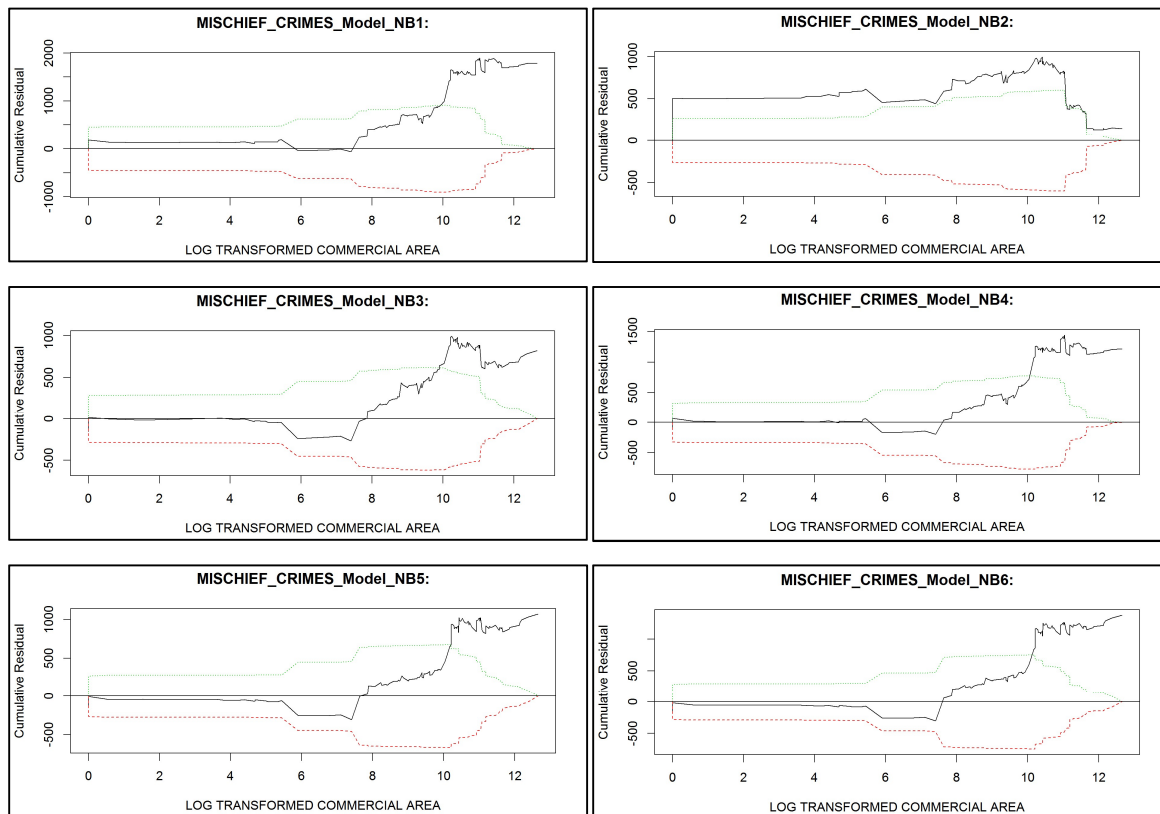 MISCHIEF_CRIMES_Model_NB1:
Cumulative Residual
2000
1000
0
-1000
0 2 4 6 8 10 12
LOG TRANSFORMED COMMERCIAL AREA
MISCHIEF_CRIMES_Model_NB2:
Cumulative Residual
1000
500
0
-500
0 2 4 6 8 10 12
LOG TRANSFORMED COMMERCIAL AREA
MISCHIEF_CRIMES_Model_NB3:
Cumulative Residual
1000
500
0
-500
0 2 4 6 8 10 12
LOG TRANSFORMED COMMERCIAL AREA
MISCHIEF_CRIMES_Model_NB4:
Cumulative Residual
1500
500
0
-500
0 2 4 6 8 10 12
LOG TRANSFORMED COMMERCIAL AREA
MISCHIEF_CRIMES_Model_NB5:
Cumulative Residual
1000
500
0
-500
0 2 4 6 8 10 12
LOG TRANSFORMED COMMERCIAL AREA
MISCHIEF_CRIMES_Model_NB6:
Cumulative Residual
500
0
-500
0 2 4 6 8 10 12
LOG TRANSFORMED COMMERCIAL AREA